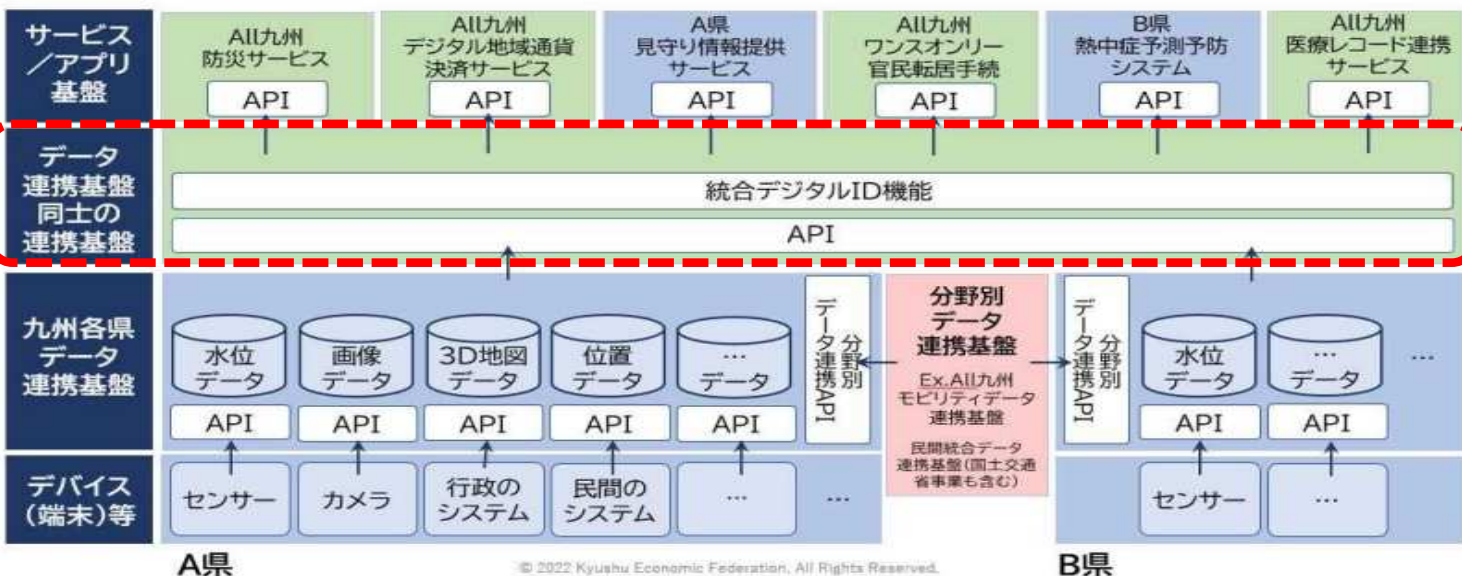 サービス
／アプリ
基盤
All九州
防災サービス
API
All九州
デジタル地域通貨
決済サービス
API
A県
見守り情報提供
サービス
API
All九州
ワンスオンリー
官民転居手続
API
B県
熱中症予測予防
システム
API
All九州
医療レコード連携
サービス
API
データ
連携基盤
同士の
連携基盤
統合デジタルID機能
API
九州各県
データ
連携基盤
水位
データ
API
画像
データ
API
3D地図
データ
API
位置
データ
API
…
データ
API
分野別
データ連携API
分野別
データ
連携基盤
Ex.All九州
モビリティデータ
連携基盤
民間統合データ
連携基盤(国土交通
省事業も含む)
分野別
データ連携API
水位
データ
API
…
データ
API
…
デバイス
(端末)等
センサー
カメラ
行政の
システム
民間の
システム
…
…
センサー
…
A県
© 2022 Kyushu Economic Federation. All Rights Reserved.
B県